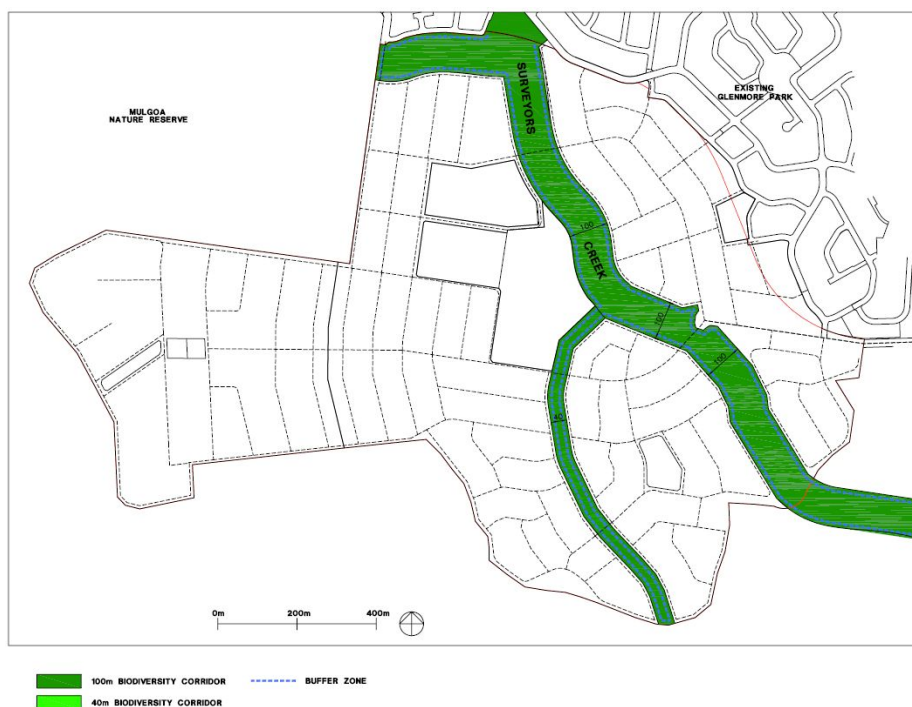 MULGOA
NATURE RESERVE
EXISTING
GLENMORE PARK
SURVEYORS
100
CREEK
100
100
40
0m 200m 400m
100m BIODIVERSITY CORRIDOR
BUFFER ZONE
40m BIODIVERSITY CORRIDOR